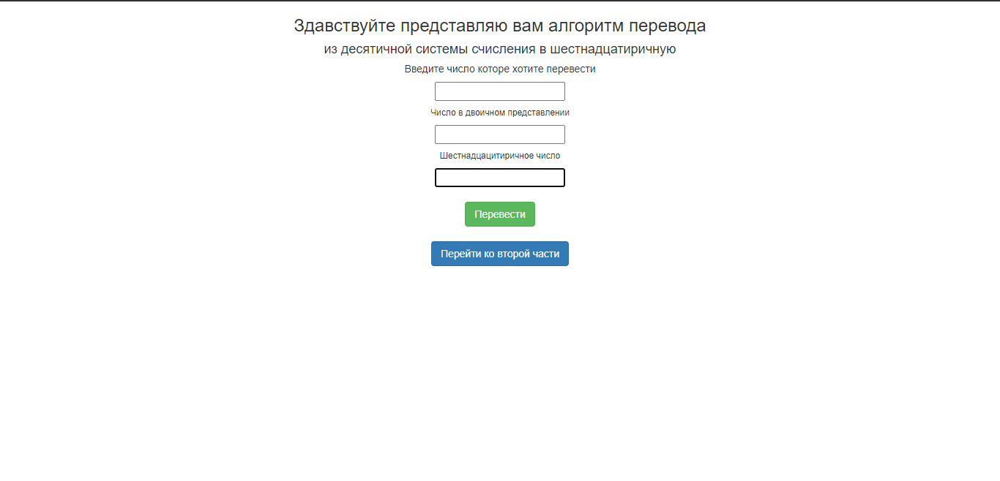 Здавствуйте представляю вам алгоритм перевода
из десятичной системы счисления в шестнадцатиричную
Введите число которе хотите перевести
Число в двоичном представлении
Шестнадцацитиричное число
Перевести
Перейти ко второй части